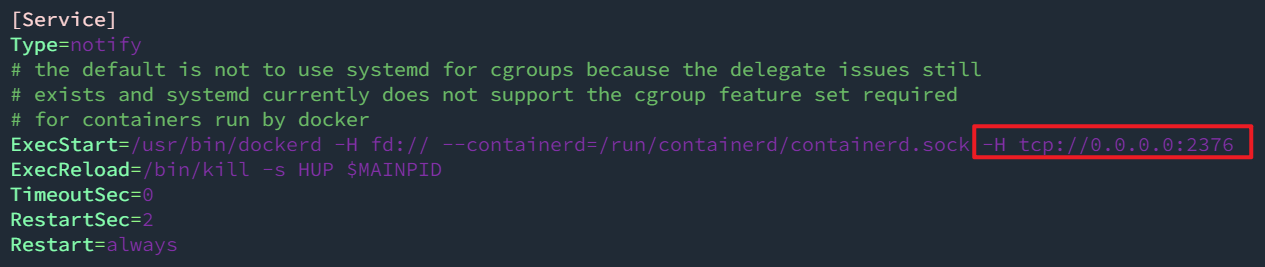 [Service]
Type=notify
# the default is not to use systemd for cgroups because the delegate issues still
# exists and systemd currently does not support the cgroup feature set required
# for containers run by docker
ExecStart=/usr/bin/dockerd -H fd:// --containerd=/run/containerd/containerd.sock -H tcp://0.0.0.0:2376
ExecReload=/bin/kill -s HUP $MAINPID
TimeoutSec=0
RestartSec=2
Restart=always